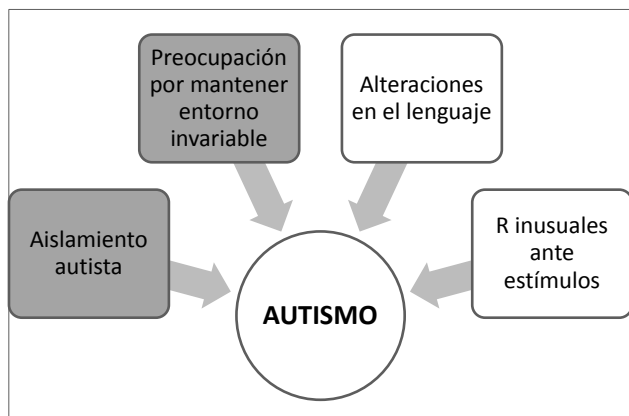 Preocupación
por mantener
entorno
invariable
Alteraciones
en el lenguaje
Aislamiento
autista
R inusuales
ante
estímulos
AUTISMO